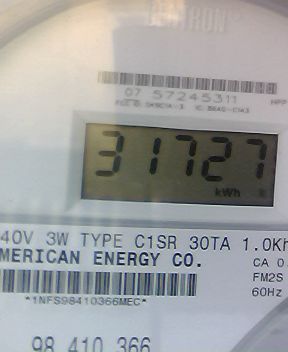 07 57245311
31727
kWh
40V 3W TYPE C1SR 30TA 1.0Kh
MERICAN ENERGY CO.
CA 0.
FM2S
60Hz
*1NFS98410366MEC*
98 410 366